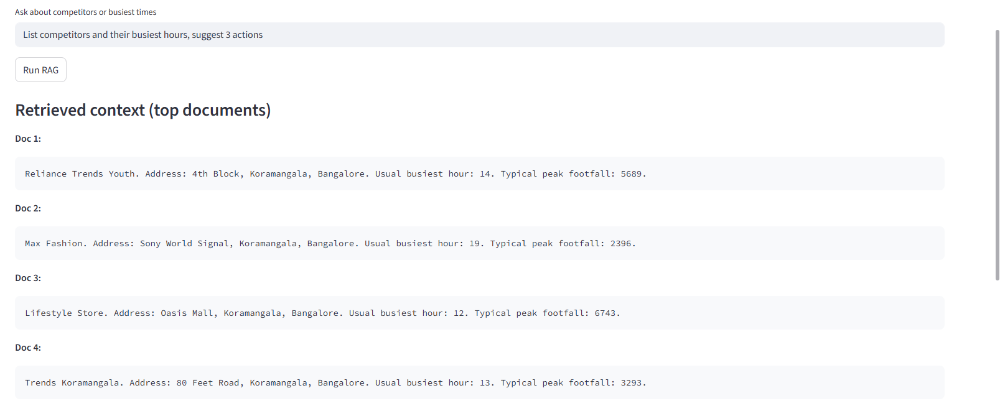 Ask about competitors or busiest times
List competitors and their busiest hours, suggest 3 actions
Run RAG
Retrieved context (top documents)
Doc 1:
Reliance Trends Youth. Address: 4th Block, Koramangala, Bangalore. Usual busiest hour: 14. Typical peak footfall: 5689.
Doc 2:
Max Fashion. Address: Sony World Signal, Koramangala, Bangalore. Usual busiest hour: 19. Typical peak footfall: 2396.
Doc 3:
Lifestyle Store. Address: Oasis Mall, Koramangala, Bangalore. Usual busiest hour: 12. Typical peak footfall: 6743.
Doc 4:
Trends Koramangala. Address: 80 Feet Road, Koramangala, Bangalore. Usual busiest hour: 13. Typical peak footfall: 3293.